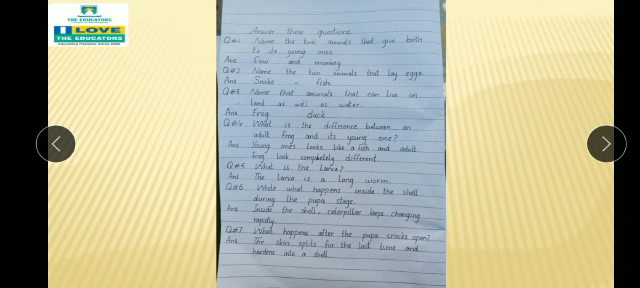 THE EDUCATORS
I LOVE
THE EDUCATORS
Answer these questions.
Q#1 Name the two animals that give birth
to its young ones.
Ans Cow and monkey
Q#2 Name the two animals that lay eggs.
Ans Snake - fish
Q#3 Name that animals that can live on
land as well as water.
Ans Frog duck
Q#4 What is the difference between an
adult frog and its young one?
Ans Young ones looks like a fish and adult
frog look completely different.
Q#5 What is the Larva?
Ans The larva is a long worm.
Q#6 Write what happens inside the shell
during the pupa stage.
Ans Inside the shell, caterpillar keeps changing
rapidly.
Q#7 What happens after the pupa cracks open?
Ans The skin splits for the last time and
hardens into a shell